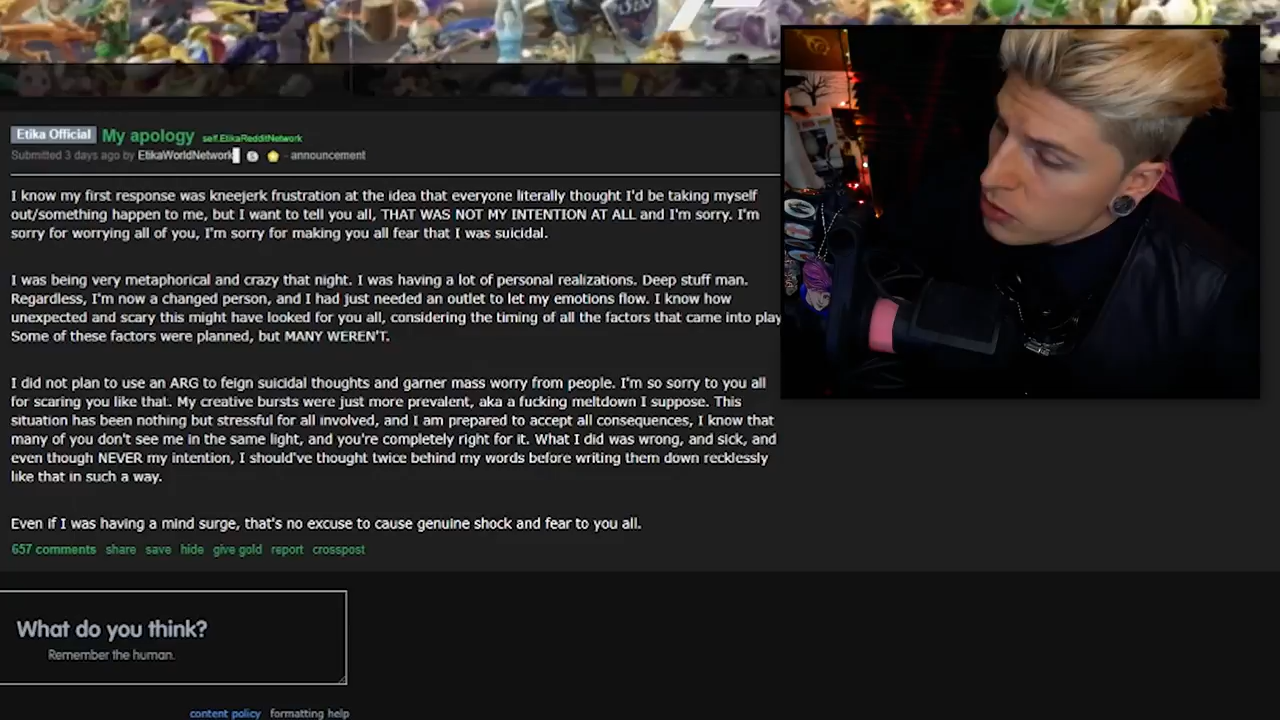 Etika Official My apology self.EtikaRedditNetwork
Submitted 3 days ago by EtikaWorldNetwork - announcement
I know my first response was kneejerk frustration at the idea that everyone literally thought I'd be taking myself
out/something happen to me, but I want to tell you all, THAT WAS NOT MY INTENTION AT ALL and I'm sorry. I'm
sorry for worrying all of you, I'm sorry for making you all fear that I was suicidal.
I was being very metaphorical and crazy that night. I was having a lot of personal realizations. Deep stuff man.
Regardless, I'm now a changed person, and I had just needed an outlet to let my emotions flow. I know how
unexpected and scary this might have looked for you all, considering the timing of all the factors that came into play
Some of these factors were planned, but MANY WEREN'T.
I did not plan to use an ARG to feign suicidal thoughts and garner mass worry from people. I'm so sorry to you all
for scaring you like that. My creative bursts were just more prevalent, aka a fucking meltdown I suppose. This
situation has been nothing but stressful for all involved, and I am prepared to accept all consequences, I know that
many of you don't see me in the same light, and you're completely right for it. What I did was wrong, and sick, and
even though NEVER my intention, I should've thought twice behind my words before writing them down recklessly
like that in such a way.
Even if I was having a mind surge, that's no excuse to cause genuine shock and fear to you all.
657 comments share save hide give gold report crosspost
What do you think?
Remember the human.
content policy formatting help